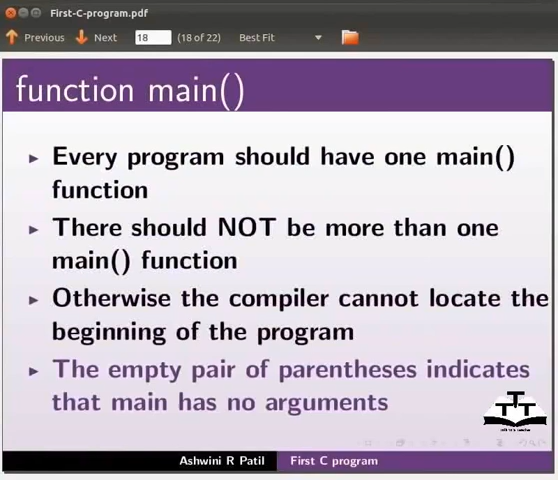 First-C-program.pdf
Previous Next 18 (18 of 22) Best Fit
function main()
Every program should have one main()
function
There should NOT be more than one
main() function
Otherwise the compiler cannot locate the
beginning of the program
The empty pair of parentheses indicates
that main has no arguments
Ashwini R Patil First C program